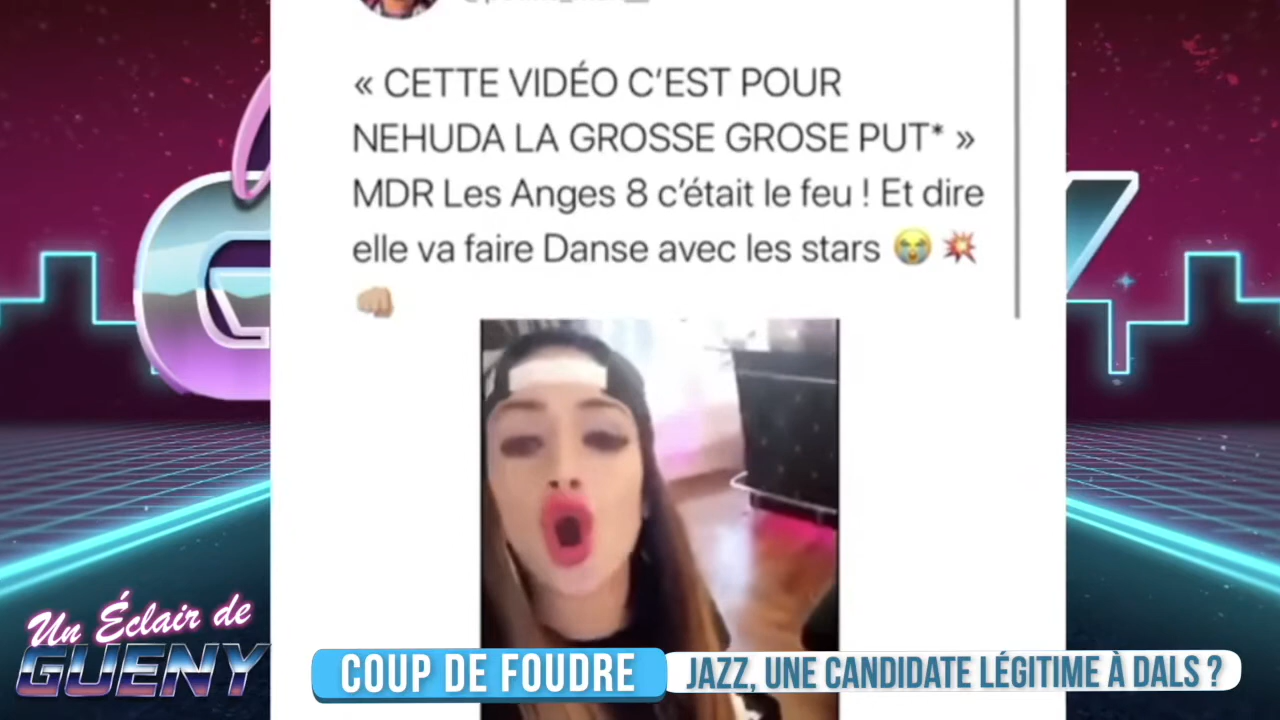 « CETTE VIDÉO C’EST POUR
NEHUDA LA GROSSE GROSE PUT* »
MDR Les Anges 8 c’était le feu ! Et dire
elle va faire Danse avec les stars 😭 💥
👊🏼
Un Éclair de
GUENY
COUP DE FOUDRE
JAZZ, UNE CANDIDATE LÉGITIME À DALS ?